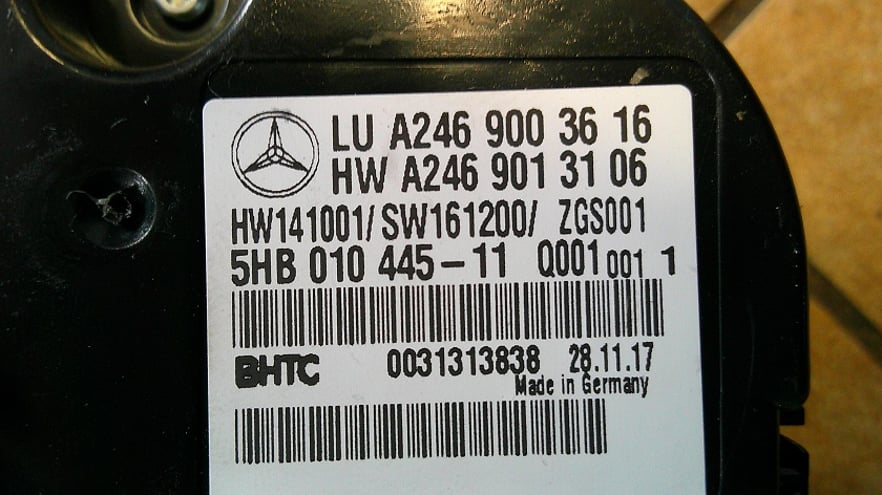 LU A246 900 36 16
HW A246 901 31 06
HW141001/SW161200/ ZGS001
5HB 010 445-11 Q001 001 1
BHTC 0031313838 28.11.17
Made in Germany